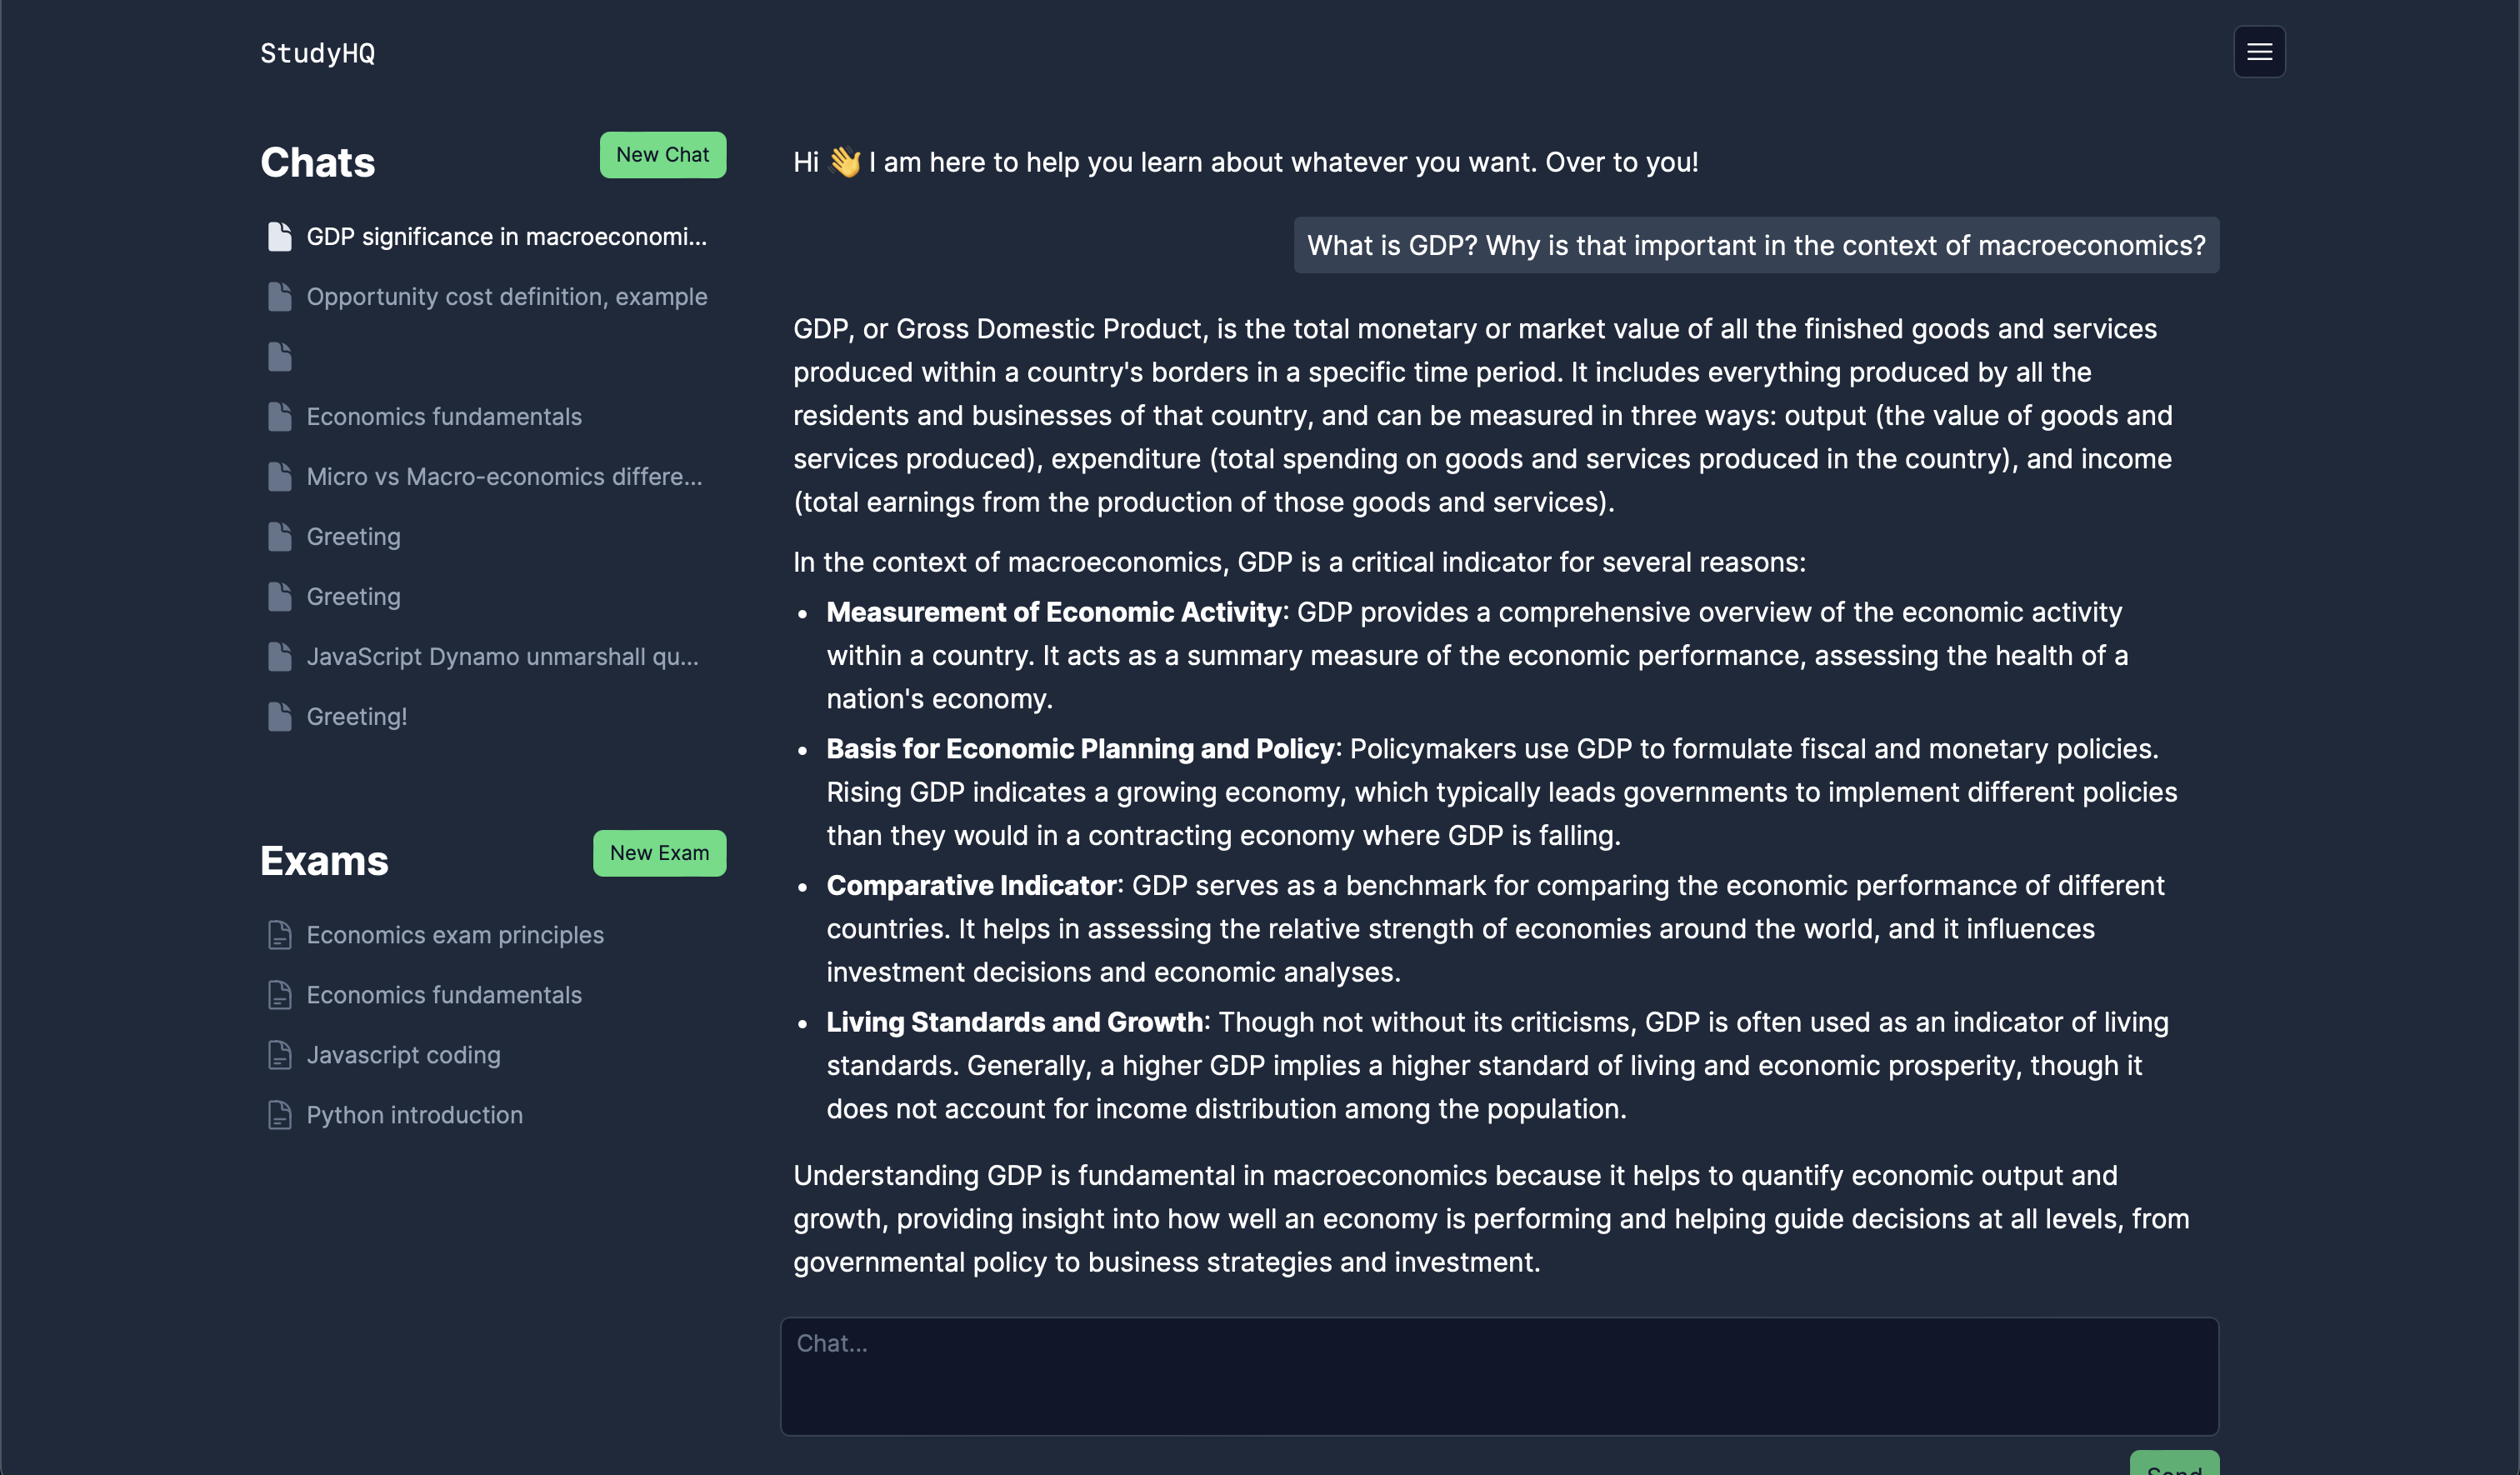 StudyHQ
Chats
New Chat
GDP significance in macroeconomi...
Opportunity cost definition, example
Economics fundamentals
Micro vs Macro-economics differe...
Greeting
Greeting
JavaScript Dynamo unmarshall qu...
Greeting!
Exams
New Exam
Economics exam principles
Economics fundamentals
Javascript coding
Python introduction
Hi 👋 I am here to help you learn about whatever you want. Over to you!
What is GDP? Why is that important in the context of macroeconomics?
GDP, or Gross Domestic Product, is the total monetary or market value of all the finished goods and services
produced within a country's borders in a specific time period. It includes everything produced by all the
residents and businesses of that country, and can be measured in three ways: output (the value of goods and
services produced), expenditure (total spending on goods and services produced in the country), and income
(total earnings from the production of those goods and services).
In the context of macroeconomics, GDP is a critical indicator for several reasons:
• Measurement of Economic Activity: GDP provides a comprehensive overview of the economic activity
within a country. It acts as a summary measure of the economic performance, assessing the health of a
nation's economy.
• Basis for Economic Planning and Policy: Policymakers use GDP to formulate fiscal and monetary policies.
Rising GDP indicates a growing economy, which typically leads governments to implement different policies
than they would in a contracting economy where GDP is falling.
• Comparative Indicator: GDP serves as a benchmark for comparing the economic performance of different
countries. It helps in assessing the relative strength of economies around the world, and it influences
investment decisions and economic analyses.
• Living Standards and Growth: Though not without its criticisms, GDP is often used as an indicator of living
standards. Generally, a higher GDP implies a higher standard of living and economic prosperity, though it
does not account for income distribution among the population.
Understanding GDP is fundamental in macroeconomics because it helps to quantify economic output and
growth, providing insight into how well an economy is performing and helping guide decisions at all levels, from
governmental policy to business strategies and investment.
Chat...
Send